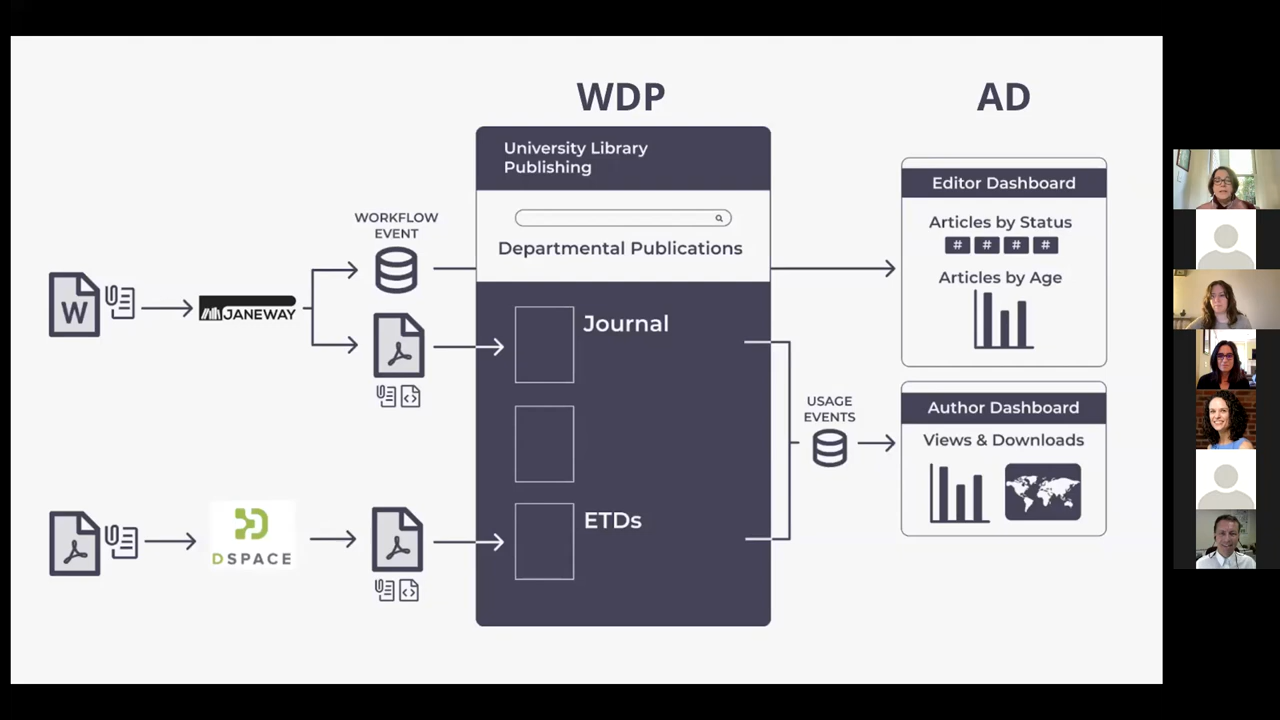 WDP
AD
University Library
Publishing
Departmental Publications
WORKFLOW
EVENT
W
JANEWAY
Journal
ETDs
DSPACE
USAGE
EVENTS
Editor Dashboard
Articles by Status
# # # #
Articles by Age
Author Dashboard
Views & Downloads